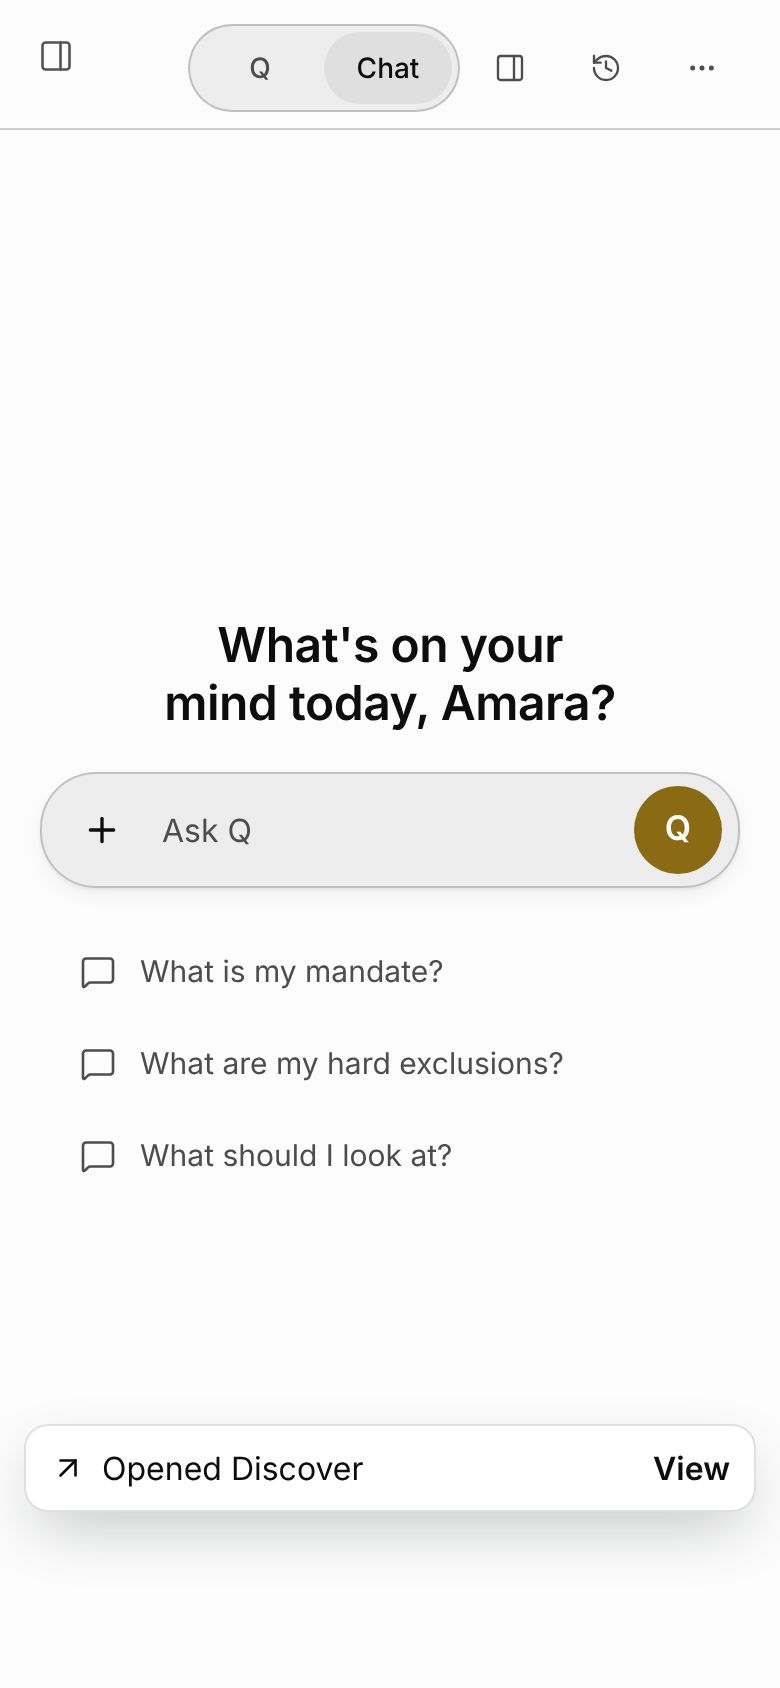 Q
Chat
What's on your
mind today, Amara?
Ask Q
Q
What is my mandate?
What are my hard exclusions?
What should I look at?
Opened Discover
View